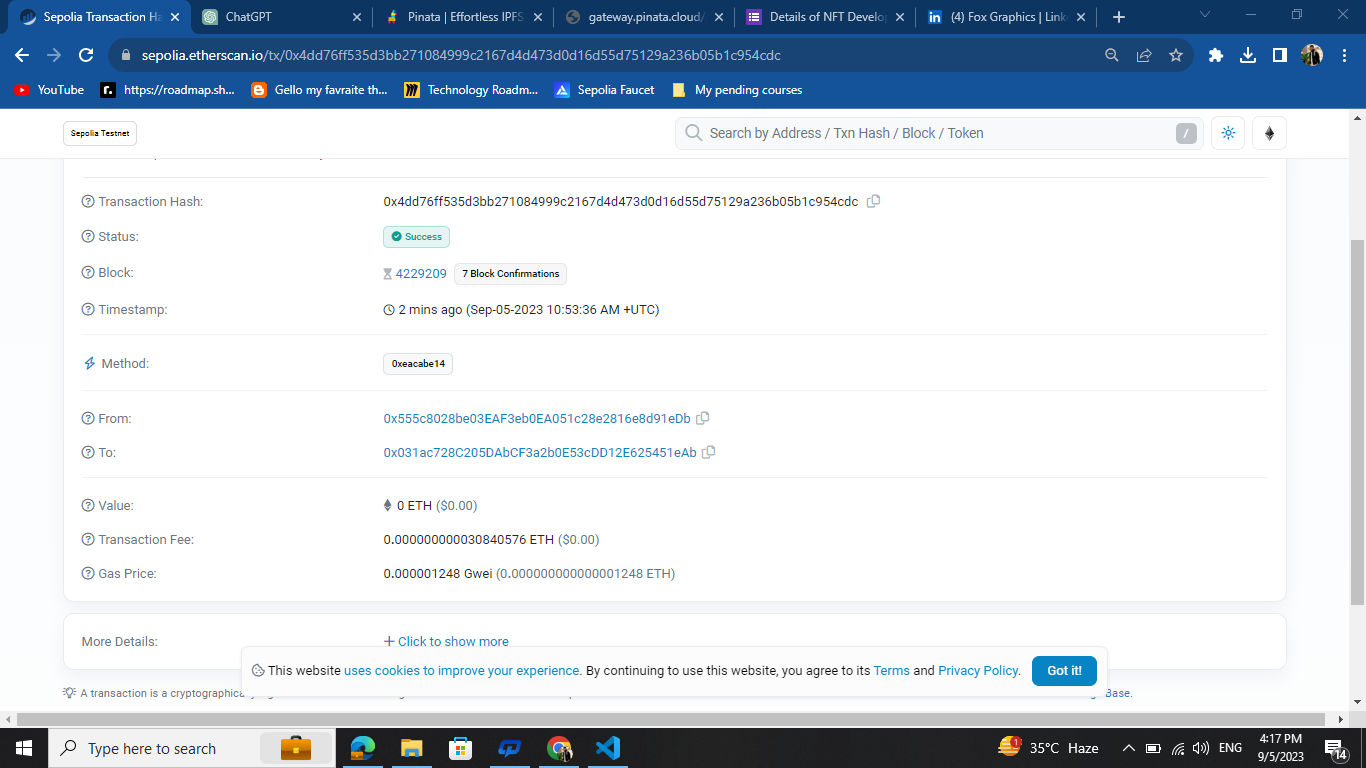 Sepolia Transaction Ha
ChatGPT
Pinata | Effortless IPFS
gateway.pinata.cloud/
Details of NFT Develo
(4) Fox Graphics | Link
sepolia.etherscan.io/tx/0x4dd76ff535d3bb271084999c2167d4d473d0d16d55d75129a236b05b1c954cdc
YouTube
https://roadmap.sh...
Gello my favraite th...
Technology Roadm...
Sepolia Faucet
My pending courses
Sepolia Testnet
Search by Address / Txn Hash / Block / Token
/
Transaction Hash: 0x4dd76ff535d3bb271084999c2167d4d473d0d16d55d75129a236b05b1c954cdc
Status: Success
Block: 4229209 7 Block Confirmations
Timestamp: 2 mins ago (Sep-05-2023 10:53:36 AM +UTC)
Method: 0xeacabe14
From: 0x555c8028be03EAF3eb0EA051c28e2816e8d91eDb
To: 0x031ac728C205DAbCF3a2b0E53cDD12E625451eAb
Value: 0 ETH ($0.00)
Transaction Fee: 0.000000000030840576 ETH ($0.00)
Gas Price: 0.000001248 Gwei (0.000000000000001248 ETH)
More Details: + Click to show more
This website uses cookies to improve your experience. By continuing to use this website, you agree to its Terms and Privacy Policy.
Got it!
A transaction is a cryptographica
Base.
Type here to search
1
35°C Haze
ENG
4:17 PM
9/5/2023
14